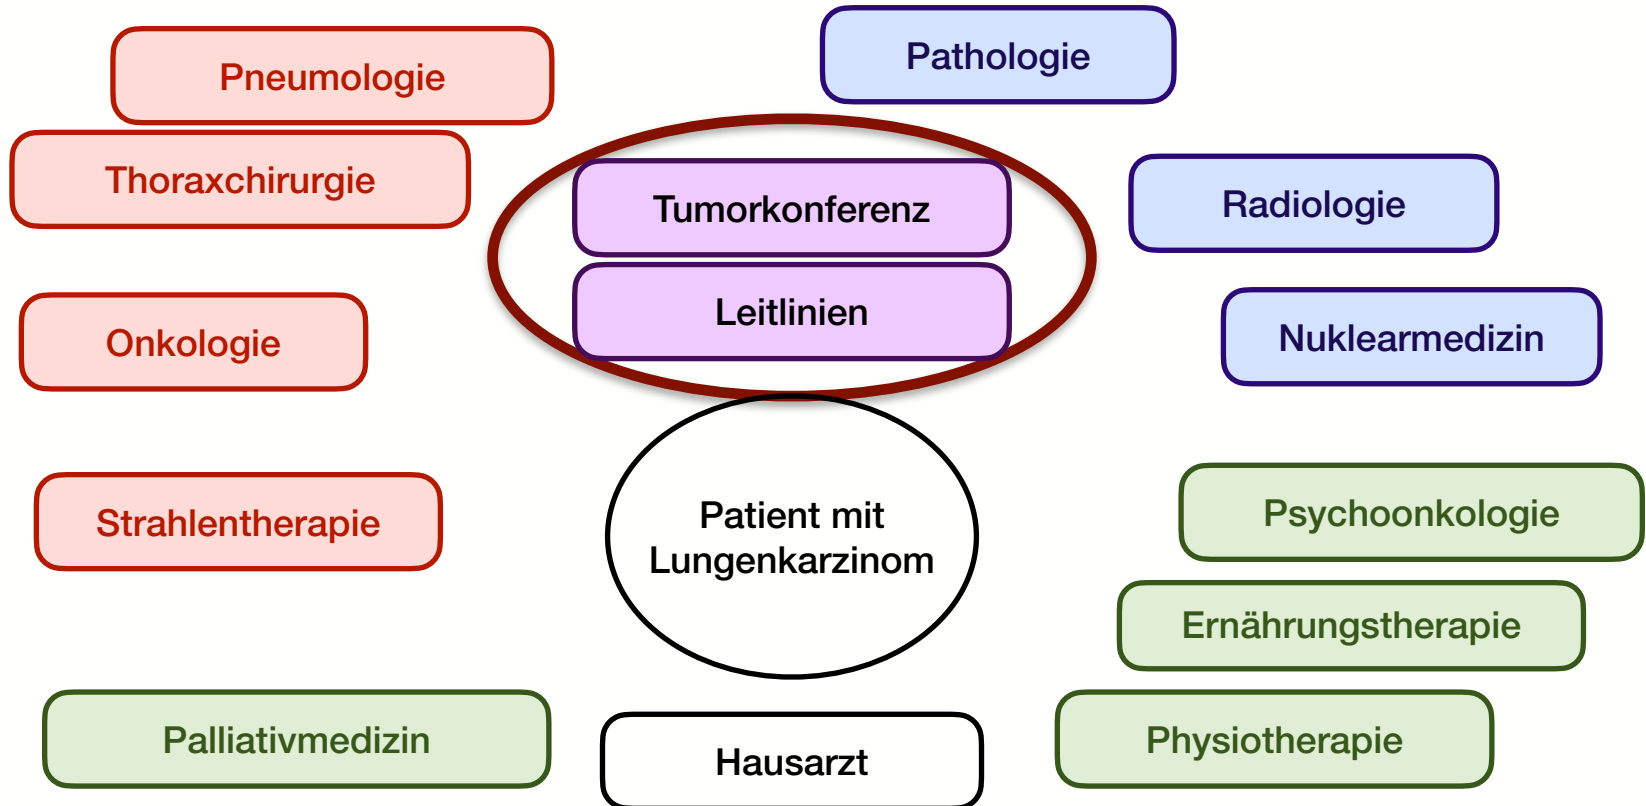 Pneumologie
Pathologie
Thoraxchirurgie
Tumorkonferenz
Radiologie
Leitlinien
Onkologie
Nuklearmedizin
Strahlentherapie
Patient mit
Lungenkarzinom
Psychoonkologie
Ernährungstherapie
Palliativmedizin
Hausarzt
Physiotherapie